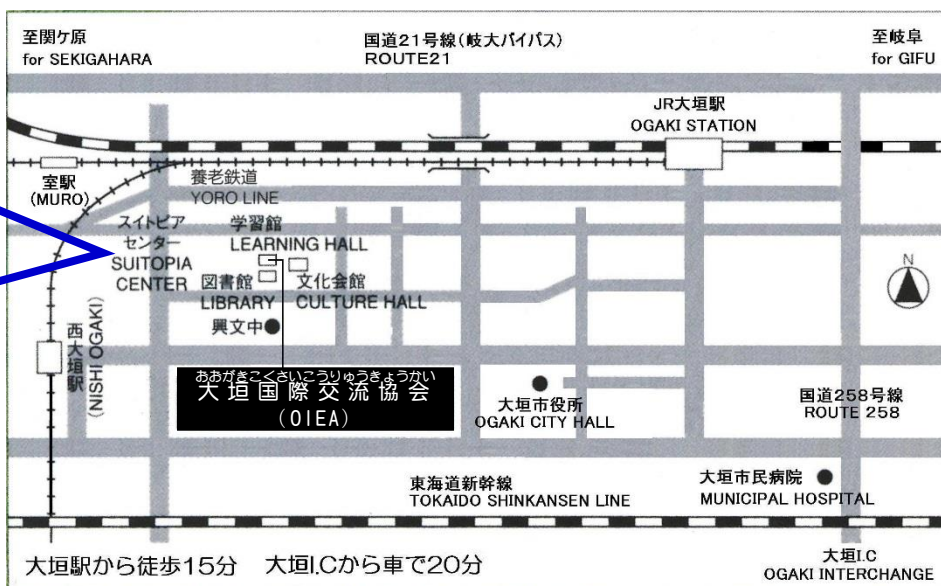 至関ケ原
for SEKIGAHARA
国道21号線(岐大バイパス)
ROUTE21
至岐阜
for GIFU
JR大垣駅
OGAKI STATION
室駅
(MURO)
養老鉄道
YORO LINE
スイトピア
センター
SUITOPIA
CENTER
学習館
LEARNING HALL
図書館
LIBRARY
文化会館
CULTURE HALL
興文中
N
西大垣駅
(NISHI OGAKI)
おおがきこくさいこうりゅうきょうかい
大垣国際交流協会
(OIEA)
大垣市役所
OGAKI CITY HALL
国道258号線
ROUTE 258
東海道新幹線
TOKAIDO SHINKANSEN LINE
大垣市民病院
MUNICIPAL HOSPITAL
大垣駅から徒歩15分 大垣I.Cから車で20分
大垣I.C
OGAKI INTERCHANGE